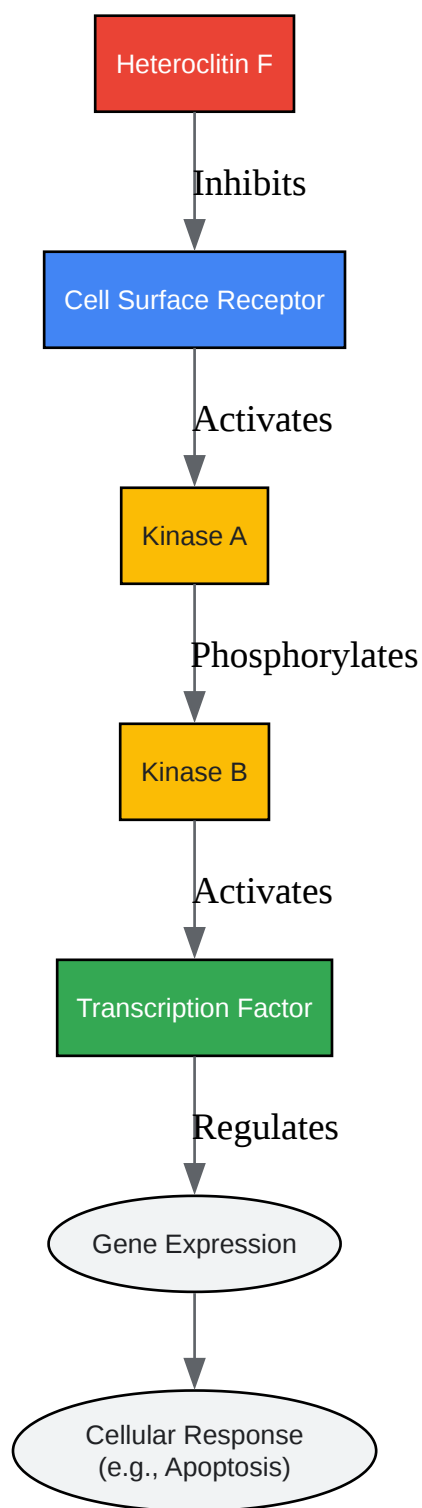 Heteroclitin F
Inhibits
Cell Surface Receptor
Activates
Kinase A
Phosphorylates
Kinase B
Activates
Transcription Factor
Regulates
Gene Expression
Cellular Response
(e.g., Apoptosis)